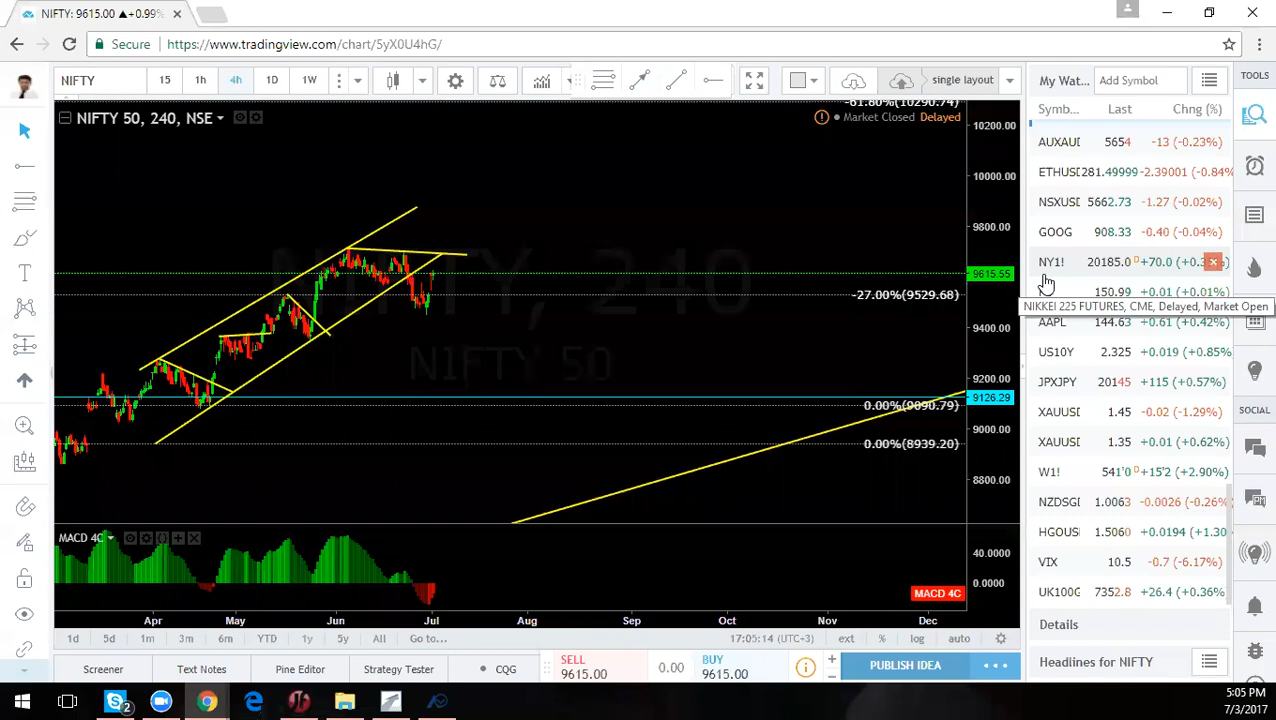 NIFTY: 9615.00 ▲+0.99%
Secure
https://www.tradingview.com/chart/5yX0U4hG/
NIFTY
15
1h
4h
1D
1W
single layout
My Wat...
Add Symbol
TOOLS
NIFTY 50, 240, NSE
Market Closed Delayed
Symb...
Last
Chng (%)
-61.80%(10290.74)
10200.00
10000.00
9800.00
9615.55
-27.00%(9529.68)
9400.00
9200.00
9126.29
0.00%(9090.79)
9000.00
0.00%(8939.20)
8800.00
NIFTY, 240
NIFTY 50
AUXAUD 5654 -13 (-0.23%)
ETHUSD 281.49999 -2.39001 (-0.84%
NSXUSD 5662.73 -1.27 (-0.02%)
GOOG 908.33 -0.40 (-0.04%)
NY1! 20185.0 D +70.0
NIKKEI 225 FUTURES, CME, Delayed, Market Open
150.99 +0.01 (+0.01%)
AAPL 144.63 +0.61 (+0.42%)
US10Y 2.325 +0.019 (+0.85%
JPXJPY 20145 +115 (+0.57%)
XAUUSD 1.45 -0.02 (-1.29%)
XAUUSD 1.35 +0.01 (+0.62%)
W1! 541'0 D +15'2 (+2.90%)
NZDSGD 1.0063 -0.0026 (-0.26%
HGOUSD 1.5060 +0.0194 (+1.30
VIX 10.5 -0.7 (-6.17%)
UK100G 7352.8 +26.4 (+0.36%
SOCIAL
Details
Headlines for NIFTY
MACD 4C
40.0000
0.0000
MACD 4C
Apr
May
Jun
Jul
Aug
Sep
Oct
Nov
Dec
1d
5d
1m
3m
6m
YTD
1y
5y
All
Go to...
17:05:14 (UTC+3)
ext
%
log
auto
Screener
Text Notes
Pine Editor
Strategy Tester
CQG
SELL
9615.00
0.00
BUY
9615.00
PUBLISH IDEA
2
5:05 PM
7/3/2017